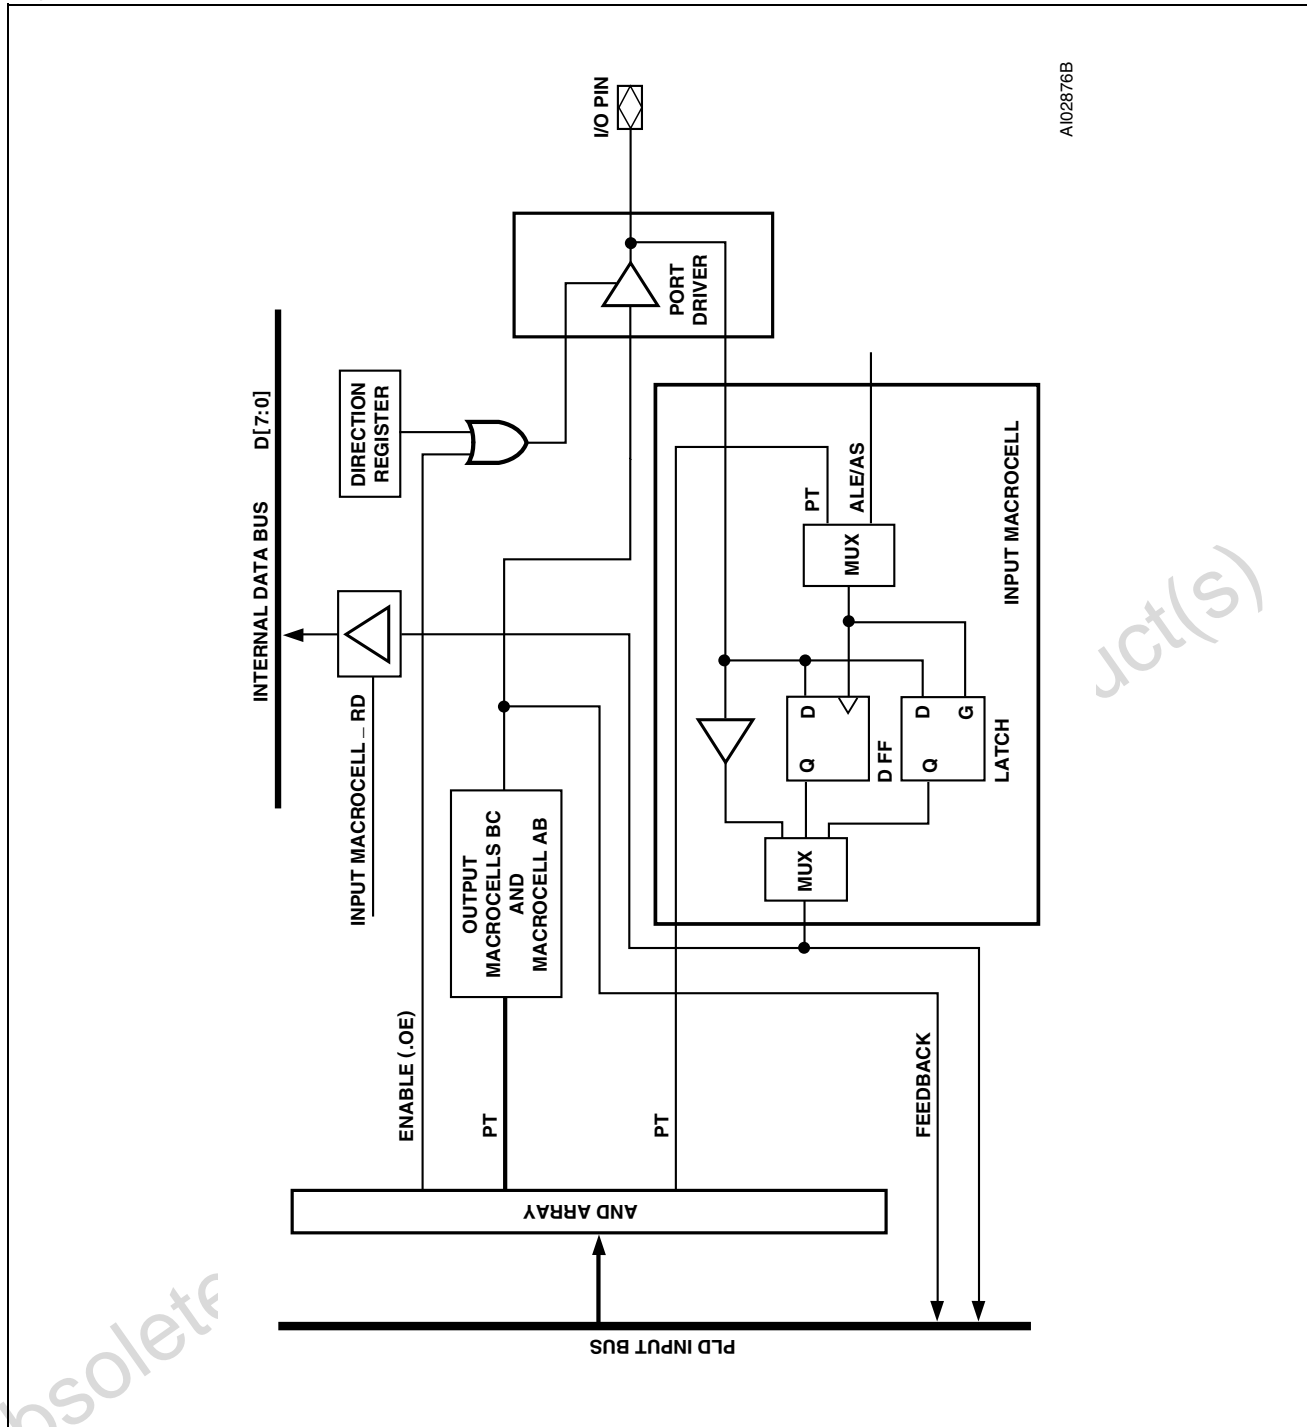 AI02876B
I/O PIN
INTERNAL DATA BUS D[7:0]
DIRECTION
REGISTER
PORT
DRIVER
INPUT MACROCELL _ RD
OUTPUT
MACROCELLS BC
AND
MACROCELL AB
PT
ALE/AS
MUX
INPUT MACROCELL
D
Q
D FF
D
G
Q
LATCH
MUX
ENABLE (.OE)
PT
PT
FEEDBACK
AND ARRAY
PLD INPUT BUS
bsolete
uct(s)